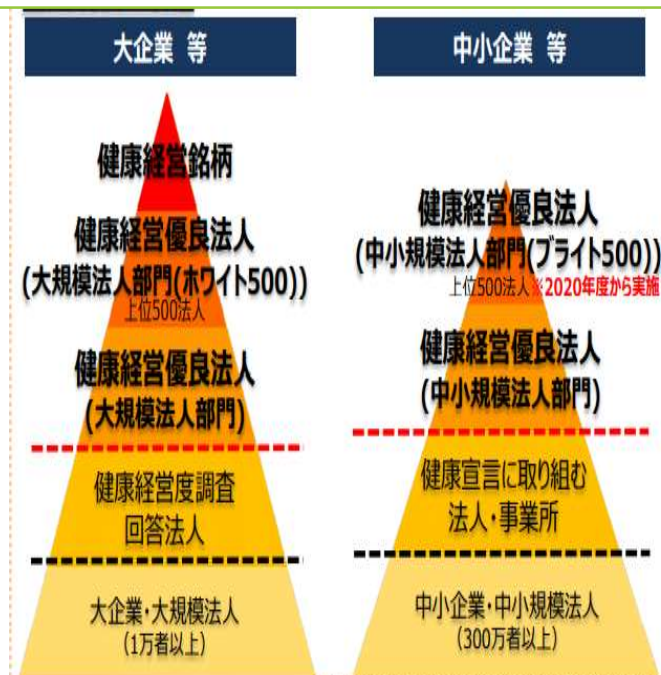 大企業 等
健康経営銘柄
健康経営優良法人
(大規模法人部門(ホワイト500))
上位500法人
健康経営優良法人
(大規模法人部門)
健康経営度調査
回答法人
大企業・大規模法人
(1万者以上)
中小企業 等
健康経営優良法人
(中小規模法人部門(ブライト500))
上位500法人※2020年度から実施
健康経営優良法人
(中小規模法人部門)
健康宣言に取り組む
法人・事業所
中小企業・中小規模法人
(300万者以上)